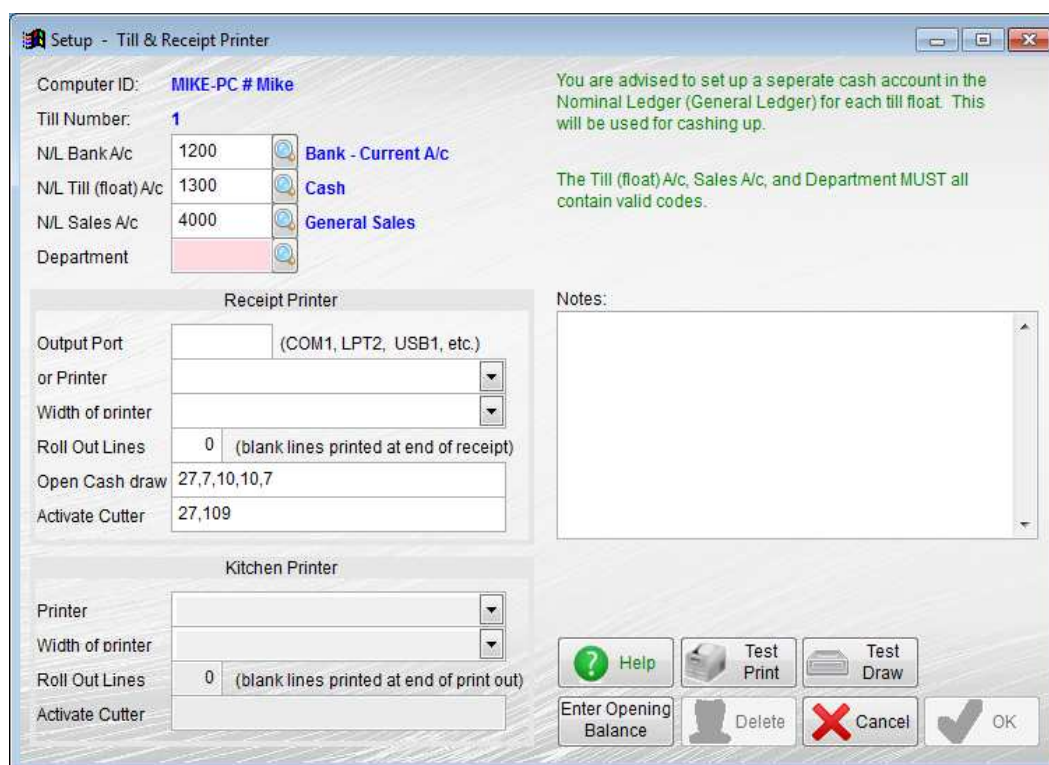 Setup - Till & Receipt Printer
Computer ID: MIKE-PC # Mike
Till Number: 1
N/L Bank A/c 1200 Bank - Current A/c
N/L Till (float) A/c 1300 Cash
N/L Sales A/c 4000 General Sales
Department
You are advised to set up a seperate cash account in the
Nominal Ledger (General Ledger) for each till float. This
will be used for cashing up.
The Till (float) A/c, Sales A/c, and Department MUST all
contain valid codes.
Receipt Printer
Output Port (COM1, LPT2, USB1, etc.)
or Printer
Width of printer
Roll Out Lines 0 (blank lines printed at end of receipt)
Open Cash draw 27,7,10,10,7
Activate Cutter 27,109
Notes:
Kitchen Printer
Printer
Width of printer
Roll Out Lines 0 (blank lines printed at end of print out)
Activate Cutter
Help
Test
Print
Test
Draw
Enter Opening
Balance
Delete
Cancel
OK